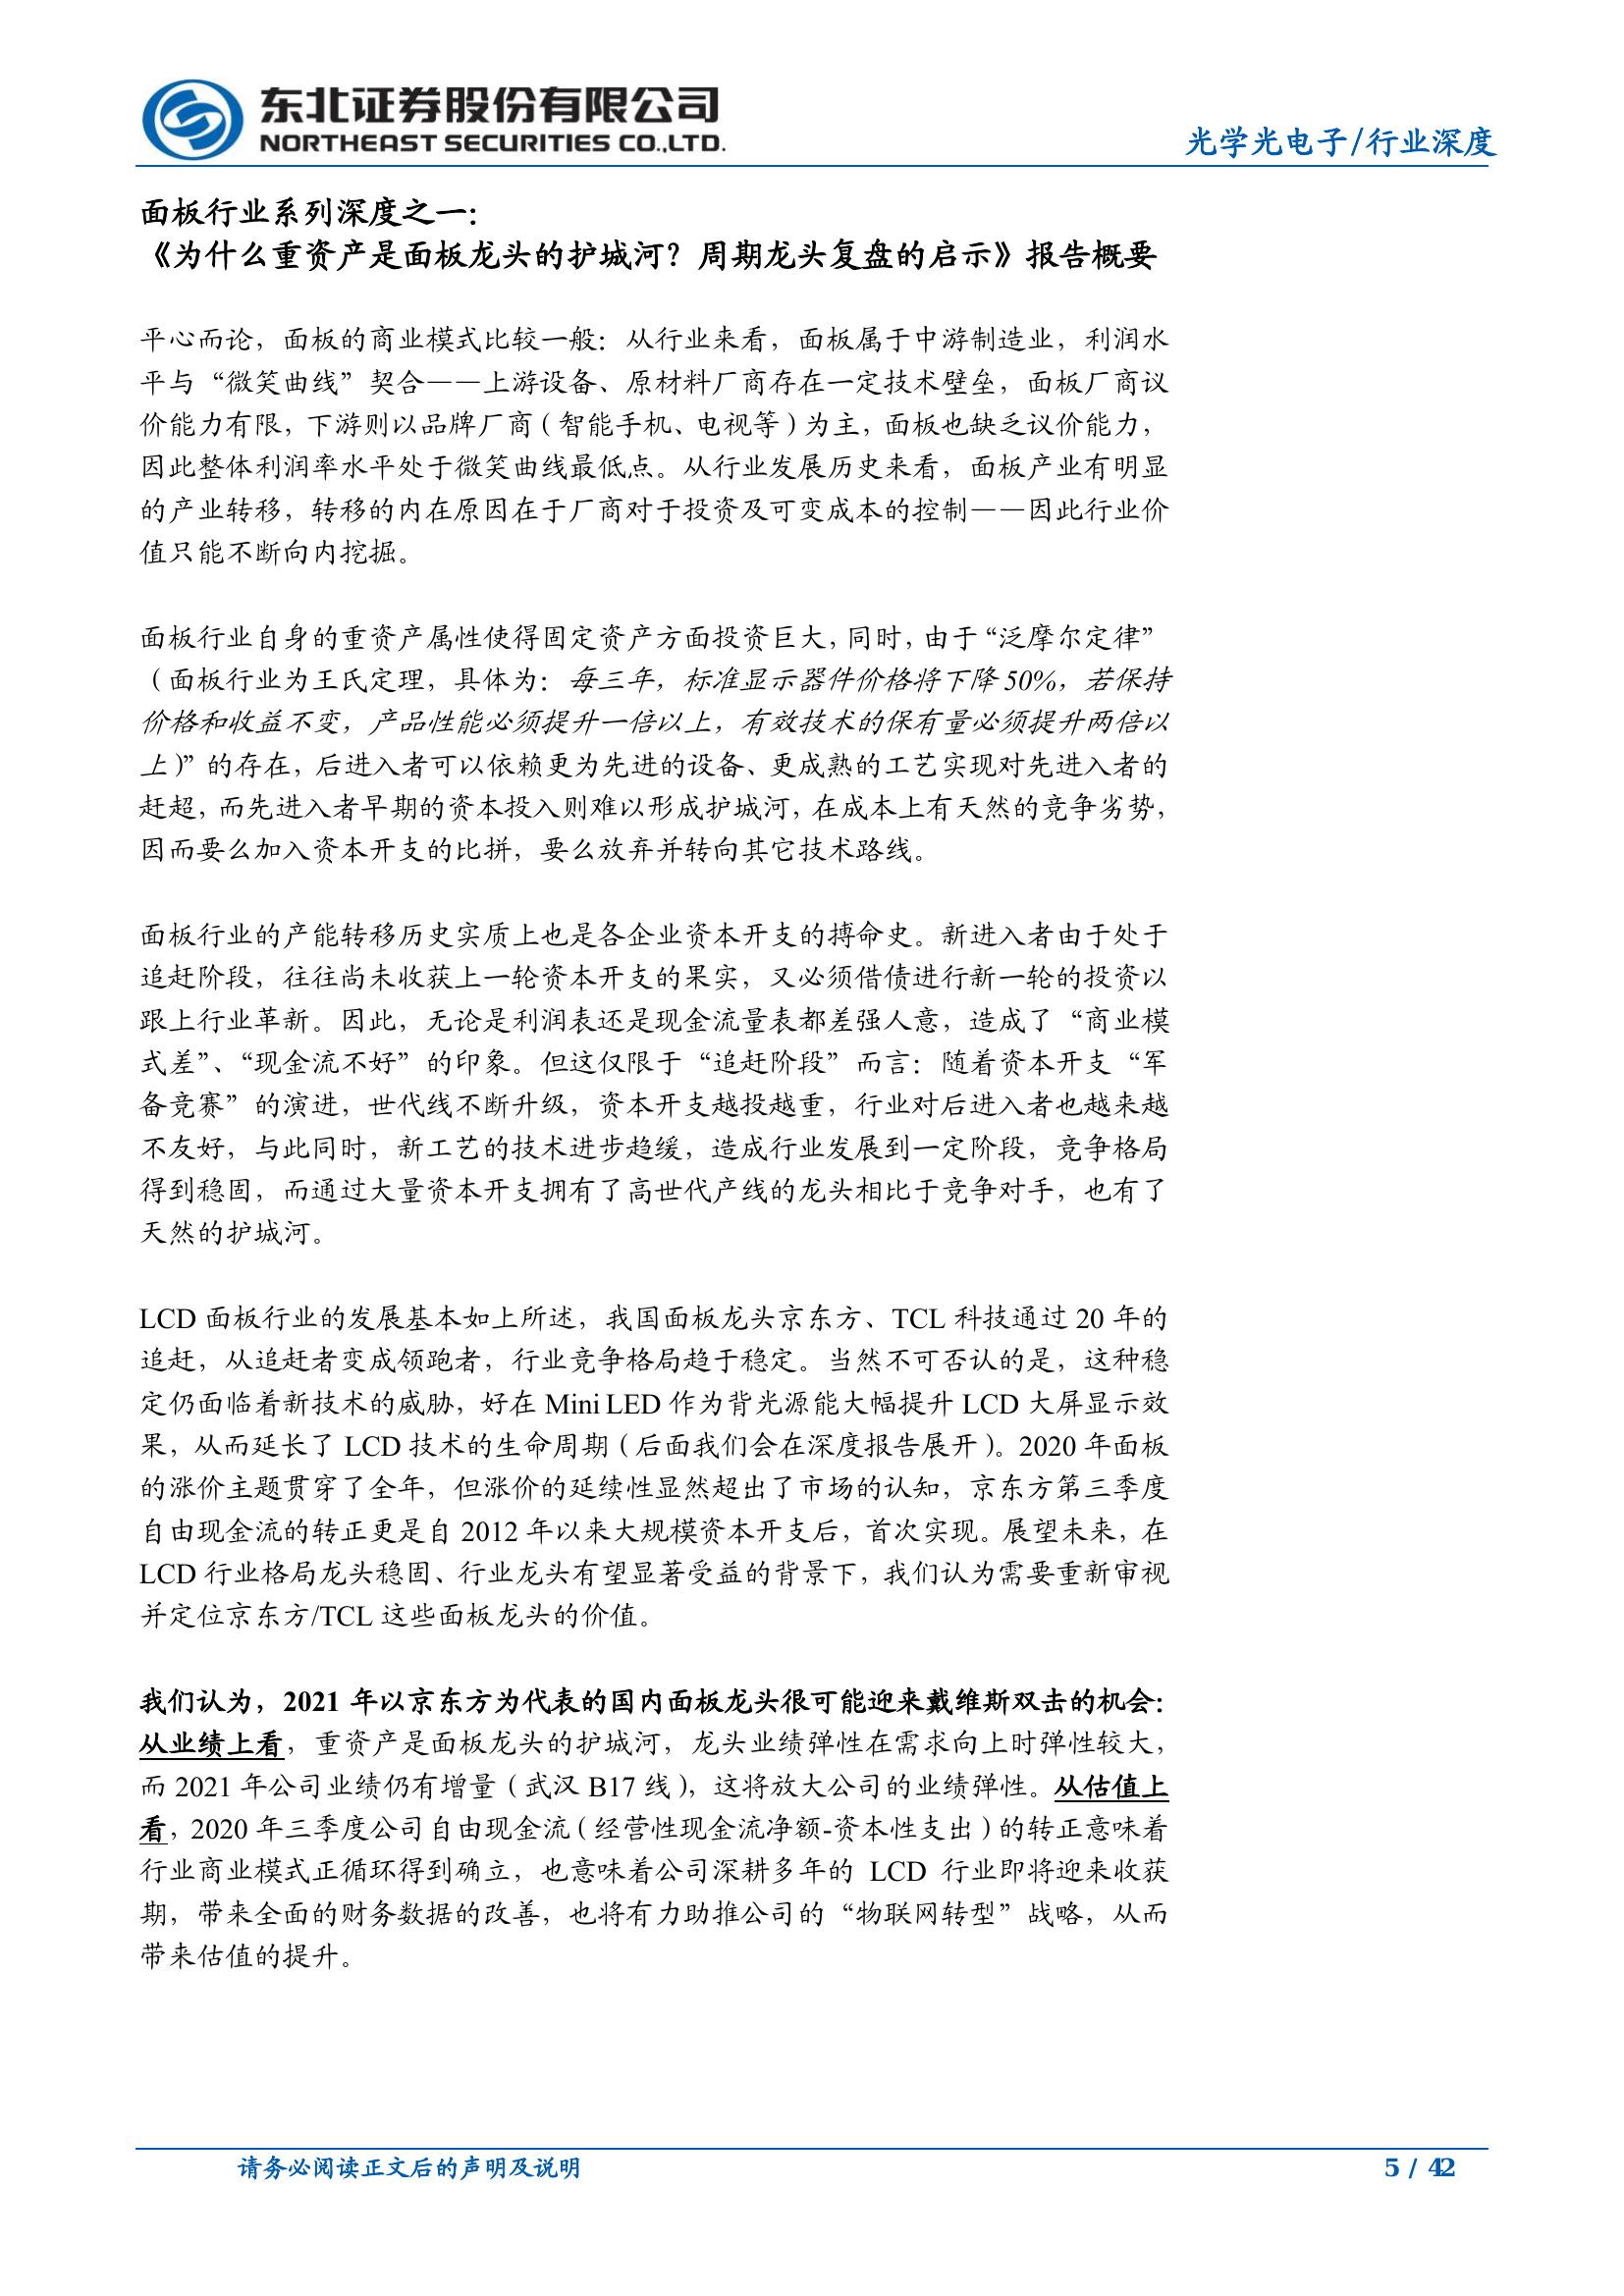 东北证券股份有限公司
NORTHEAST SECURITIES CO.,LTD.
光学光电子/行业深度
面板行业系列深度之一：
《为什么重资产是面板龙头的护城河？周期龙头复盘的启示》报告概要
平心而论，面板的商业模式比较一般：从行业来看，面板属于中游制造业，利润水
平与“微笑曲线”契合——上游设备、原材料厂商存在一定技术壁垒，面板厂商议
价能力有限，下游则以品牌厂商（智能手机、电视等）为主，面板也缺乏议价能力，
因此整体利润率水平处于微笑曲线最低点。从行业发展历史来看，面板产业有明显
的产业转移，转移的内在原因在于厂商对于投资及可变成本的控制——因此行业价
值只能不断向内挖掘。
面板行业自身的重资产属性使得固定资产方面投资巨大，同时，由于“泛摩尔定律”
（面板行业为王氏定理，具体为：每三年，标准显示器件价格将下降 50%，若保持
价格和收益不变，产品性能必须提升一倍以上，有效技术的保有量必须提升两倍以
上）”的存在，后进入者可以依赖更为先进的设备、更成熟的工艺实现对先进入者的
赶超，而先进入者早期的资本投入则难以形成护城河，在成本上有天然的竞争劣势，
因而要么加入资本开支的比拼，要么放弃并转向其它技术路线。
面板行业的产能转移历史实质上也是各企业资本开支的搏命史。新进入者由于处于
追赶阶段，往往尚未收获上一轮资本开支的果实，又必须借债进行新一轮的投资以
跟上行业革新。因此，无论是利润表还是现金流量表都差强人意，造成了“商业模
式差”、“现金流不好”的印象。但这仅限于“追赶阶段”而言：随着资本开支“军
备竞赛”的演进，世代线不断升级，资本开支越投越重，行业对后进入者也越来越
不友好，与此同时，新工艺的技术进步趋缓，造成行业发展到一定阶段，竞争格局
得到稳固，而通过大量资本开支拥有了高世代产线的龙头相比于竞争对手，也有了
天然的护城河。
LCD 面板行业的发展基本如上所述，我国面板龙头京东方、TCL 科技通过 20 年的
追赶，从追赶者变成领跑者，行业竞争格局趋于稳定。当然不可否认的是，这种稳
定仍面临着新技术的威胁，好在 Mini LED 作为背光源能大幅提升 LCD 大屏显示效
果，从而延长了 LCD 技术的生命周期（后面我们会在深度报告展开）。2020 年面板
的涨价主题贯穿了全年，但涨价的延续性显然超出了市场的认知，京东方第三季度
自由现金流的转正更是自 2012 年以来大规模资本开支后，首次实现。展望未来，在
LCD 行业格局龙头稳固、行业龙头有望显著受益的背景下，我们认为需要重新审视
并定位京东方/TCL 这些面板龙头的价值。
我们认为，2021 年以京东方为代表的国内面板龙头很可能迎来戴维斯双击的机会：
从业绩上看，重资产是面板龙头的护城河，龙头业绩弹性在需求向上时弹性较大，
而 2021 年公司业绩仍有增量（武汉 B17 线），这将放大公司的业绩弹性。从估值上
看，2020 年三季度公司自由现金流（经营性现金流净额-资本性支出）的转正意味着
行业商业模式正循环得到确立，也意味着公司深耕多年的 LCD 行业即将迎来收获
期，带来全面的财务数据的改善，也将有力助推公司的“物联网转型”战略，从而
带来估值的提升。
请务必阅读正文后的声明及说明
5 / 42